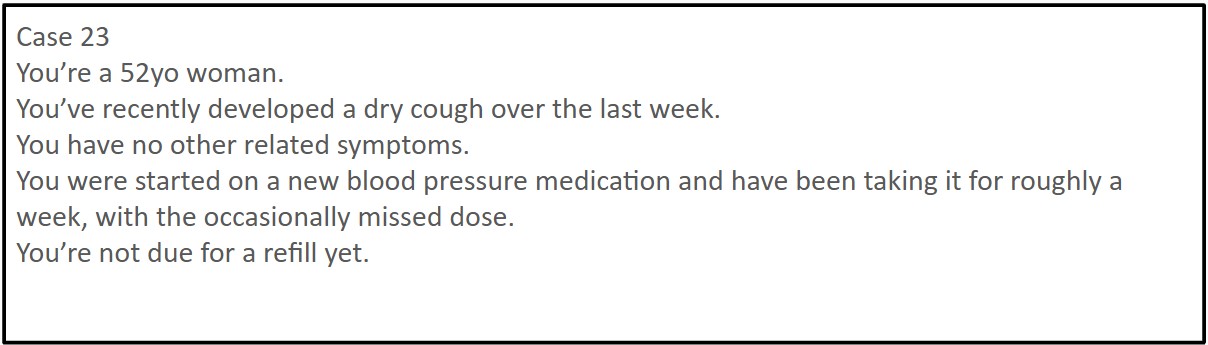 Case 23
You’re a 52yo woman.
You’ve recently developed a dry cough over the last week.
You have no other related symptoms.
You were started on a new blood pressure medication and have been taking it for roughly a
week, with the occasionally missed dose.
You’re not due for a refill yet.